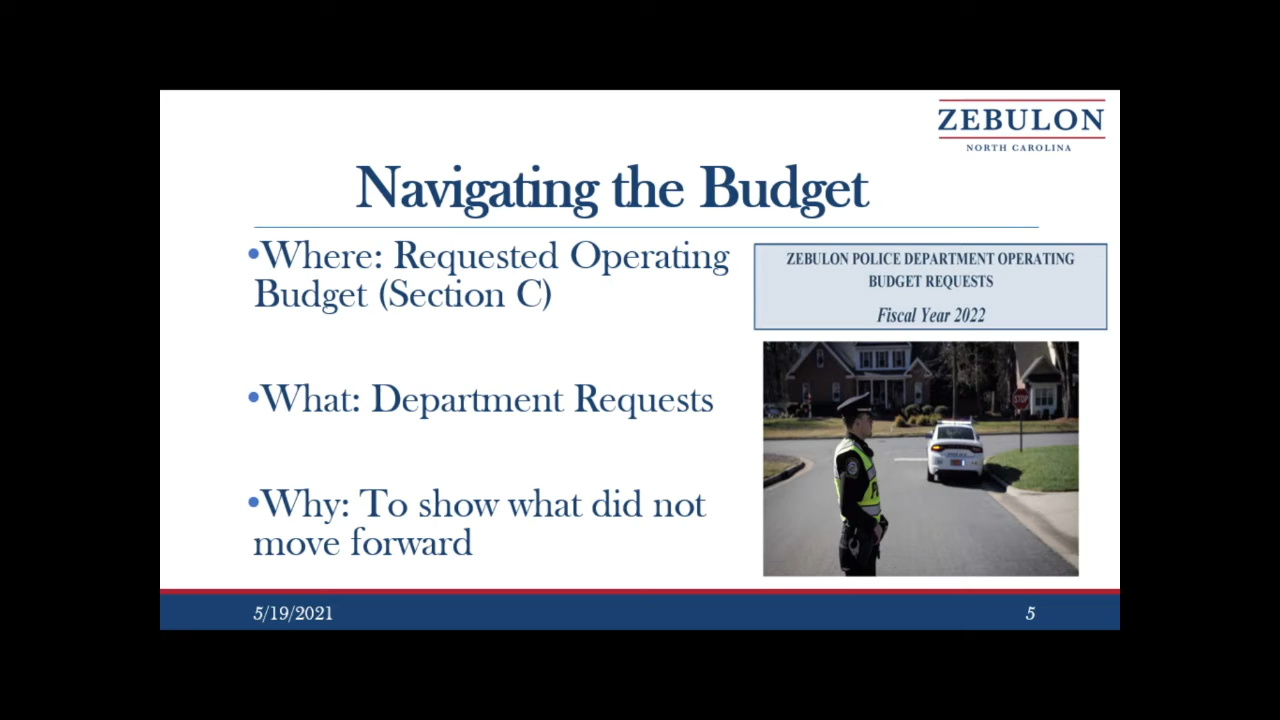 ZEBULON
NORTH CAROLINA
Navigating the Budget
•Where: Requested Operating
Budget (Section C)
•What: Department Requests
•Why: To show what did not
move forward
ZEBULON POLICE DEPARTMENT OPERATING
BUDGET REQUESTS
Fiscal Year 2022
STOP
5/19/2021
5